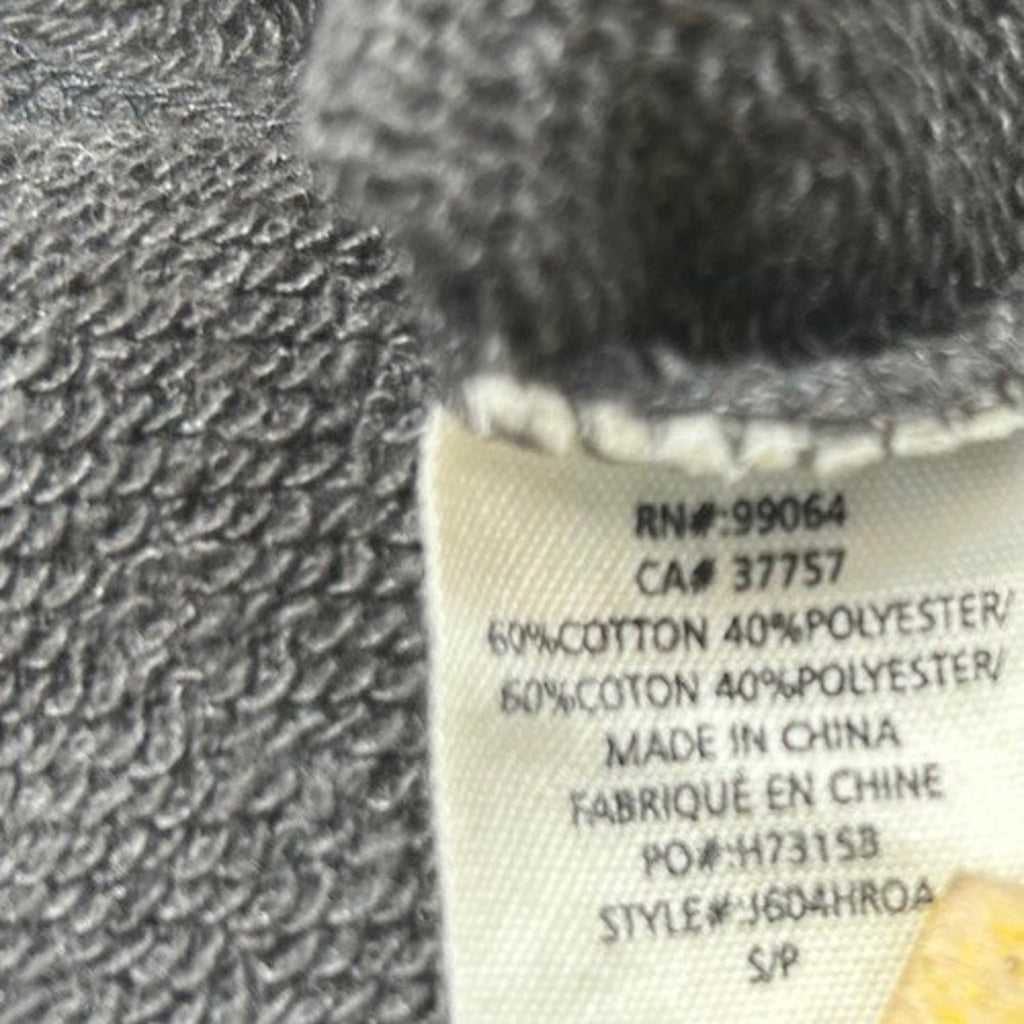 RN#:99064
CA# 37757
60%COTTON 40%POLYESTER/
60%COTON 40%POLYESTER/
MADE IN CHINA
FABRIQUÉ EN CHINE
PO#:H7315B
STYLE#:J604HROA
S/P